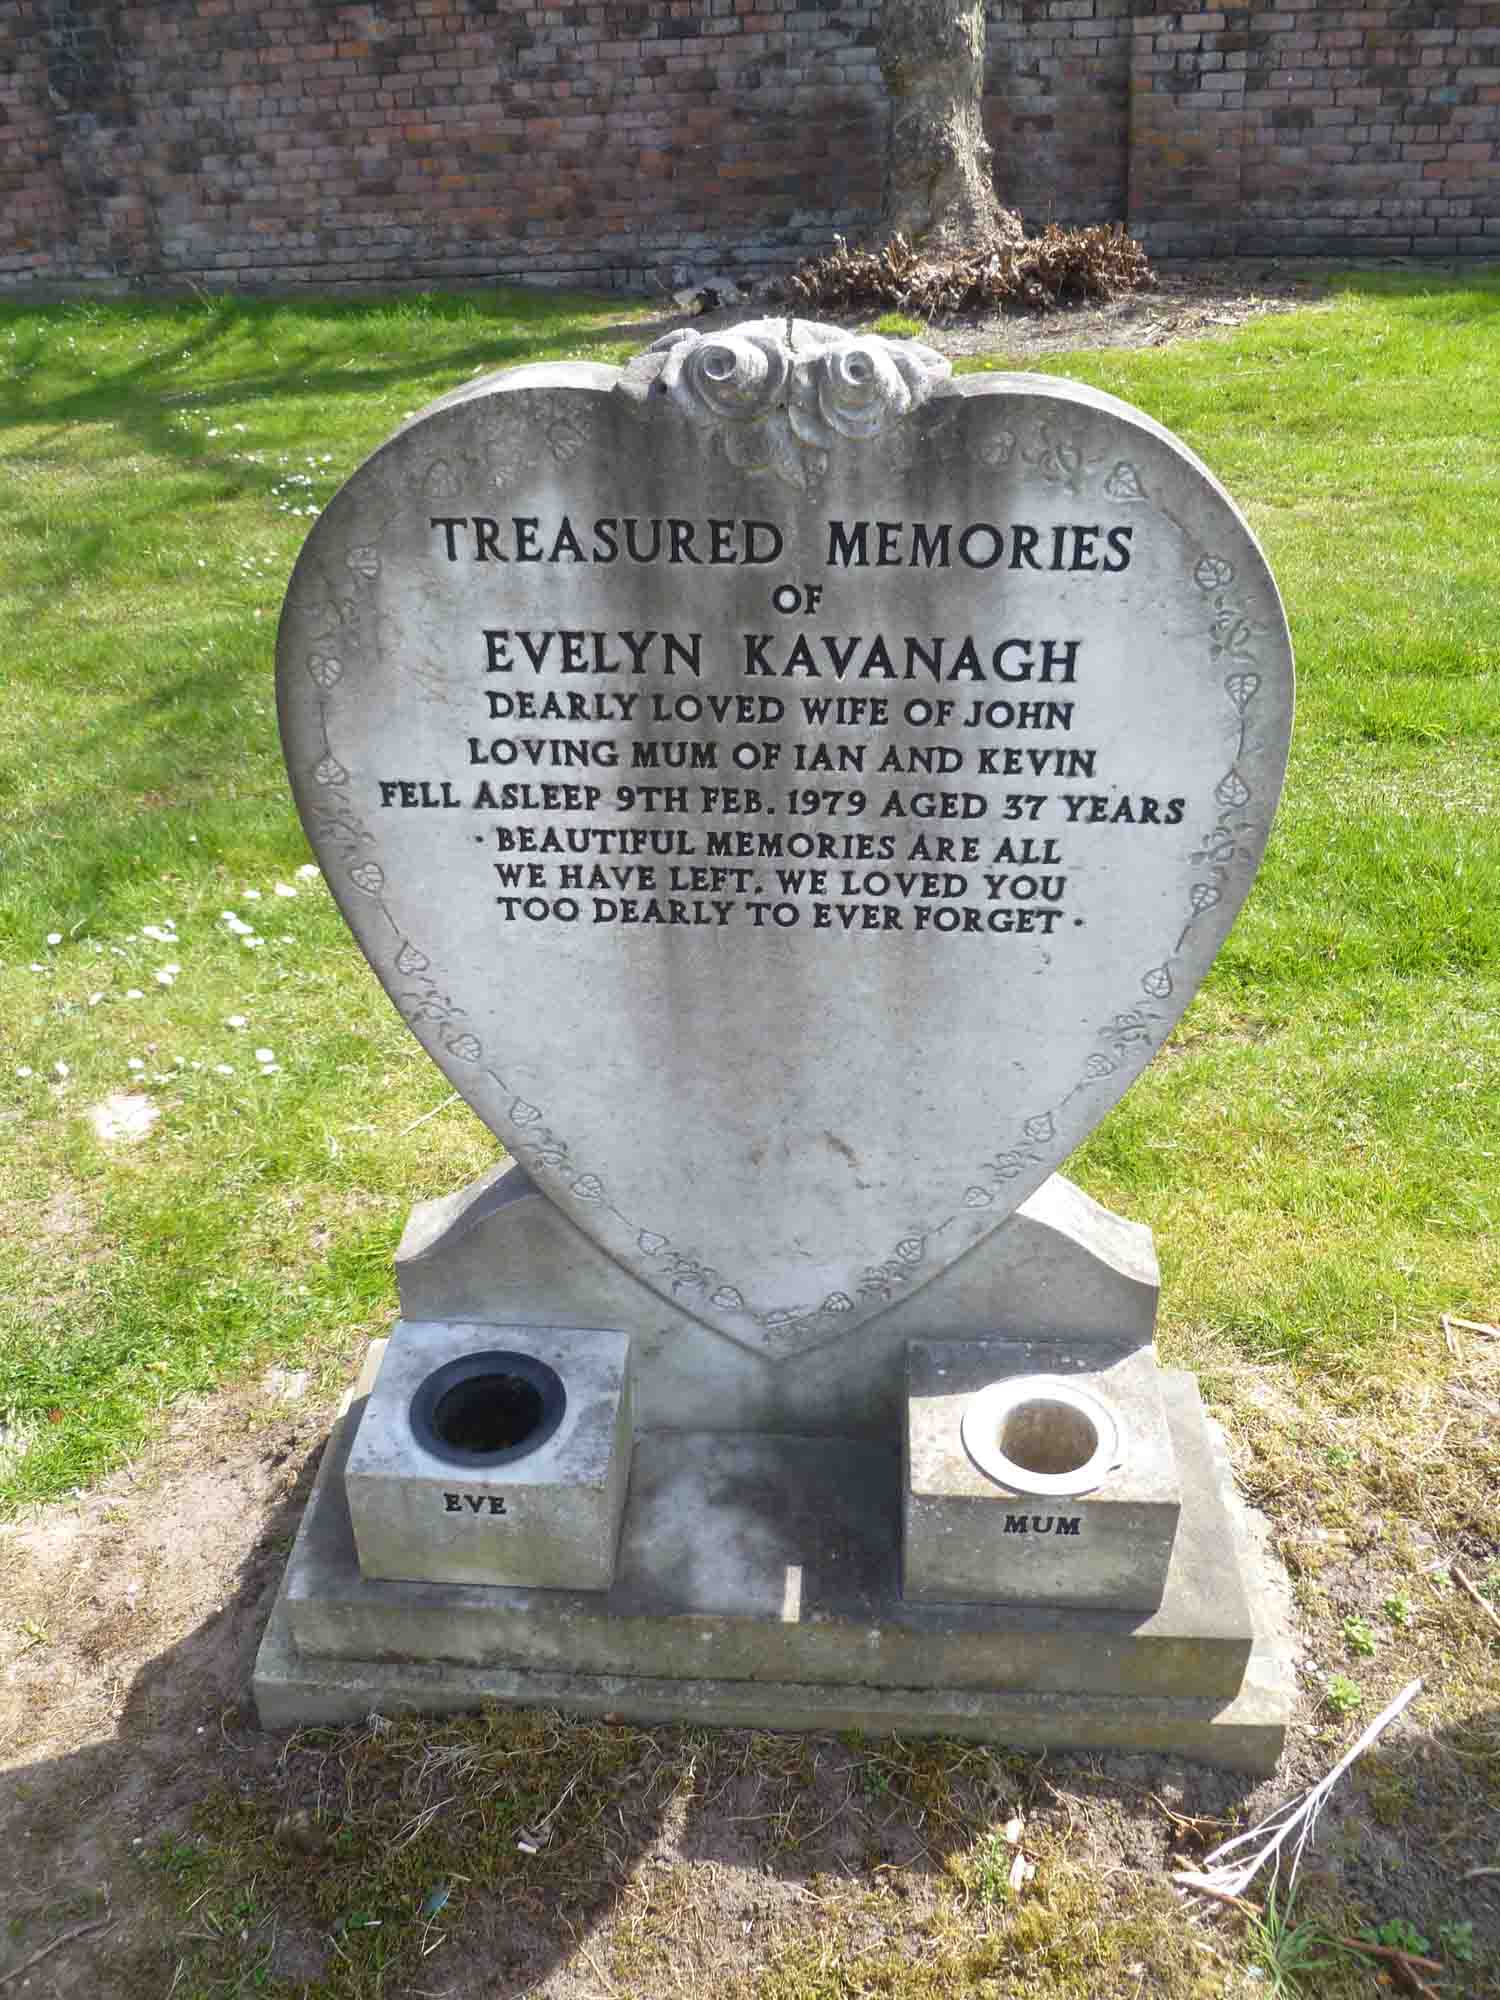 TREASURED MEMORIES
OF
EVELYN KAVANAGH
DEARLY LOVED WIFE OF JOHN
LOVING MUM OF IAN AND KEVIN
FELL ASLEEP 9TH FEB. 1979 AGED 37 YEARS
· BEAUTIFUL MEMORIES ARE ALL
WE HAVE LEFT. WE LOVED YOU
TOO DEARLY TO EVER FORGET ·
EVE
MUM